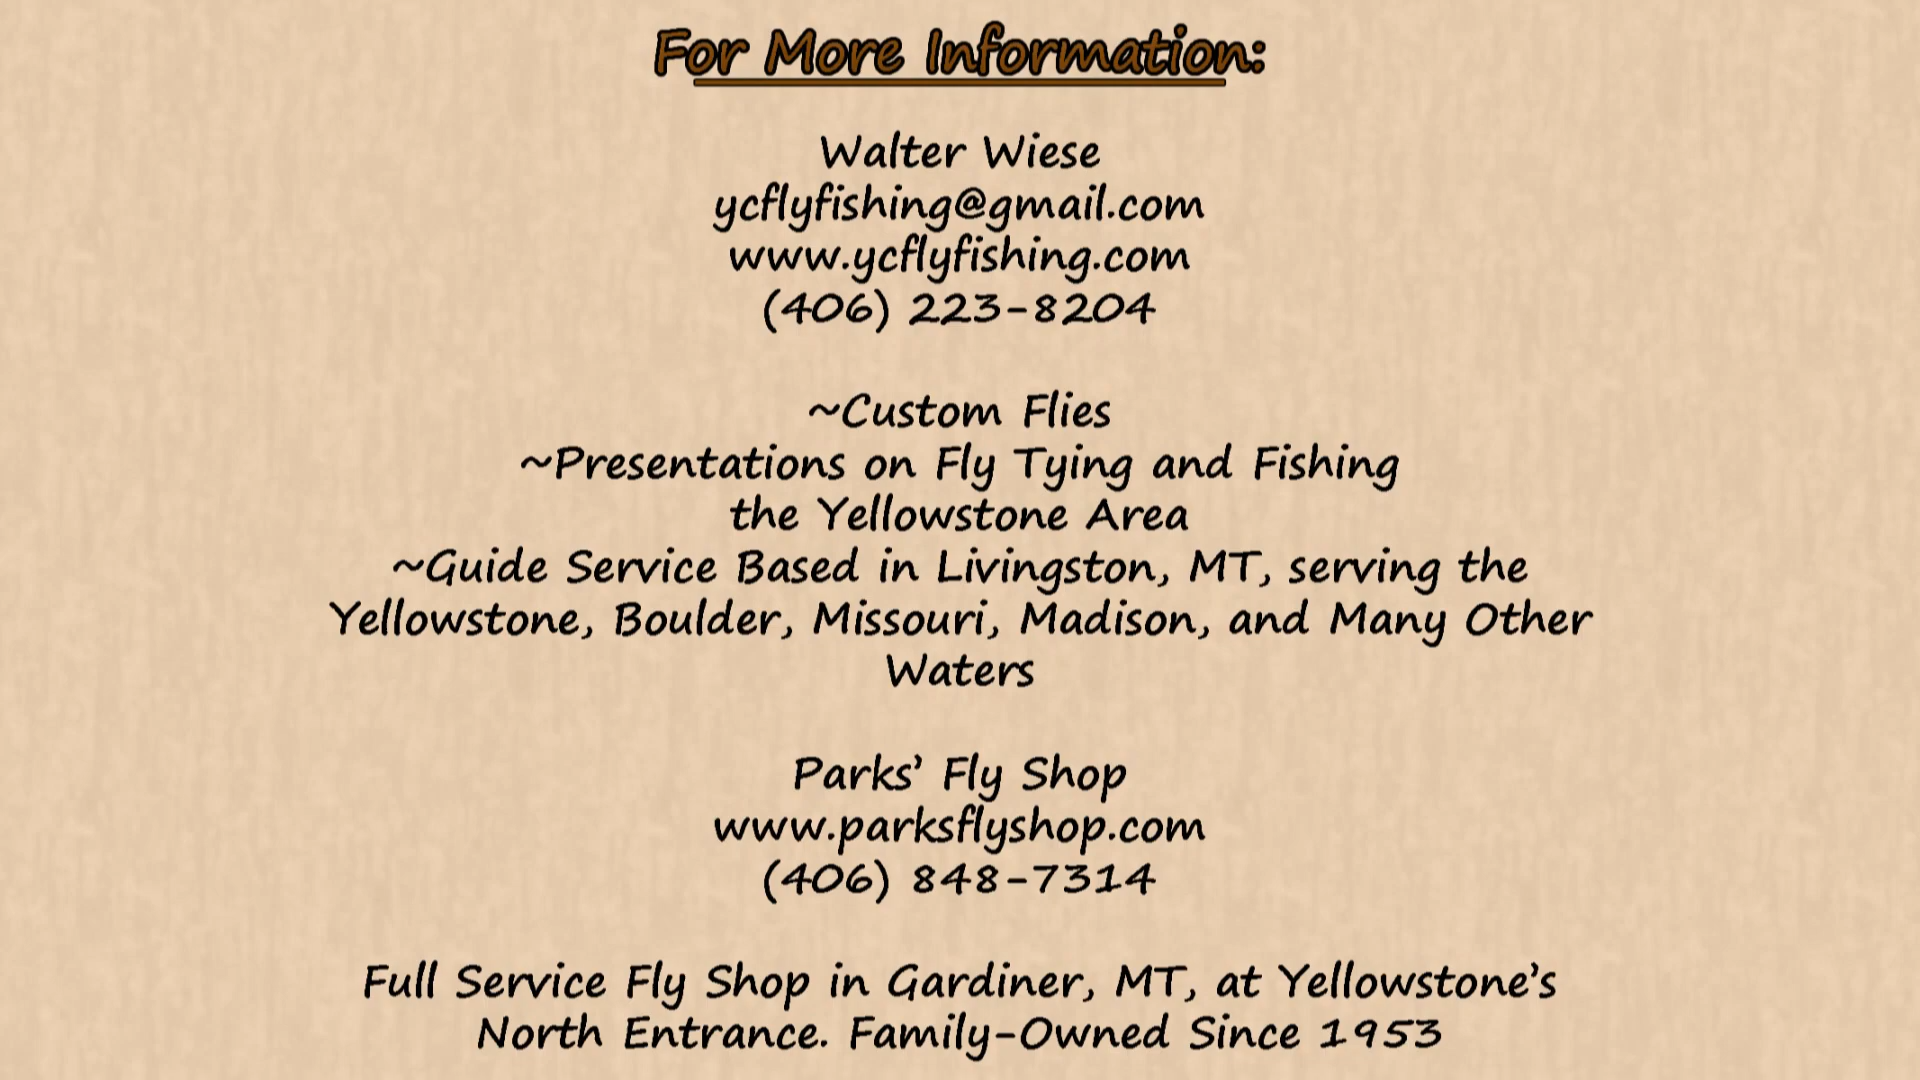 For More Information:
Walter Wiese
ycflyfishing@gmail.com
www.ycflyfishing.com
(406) 223-8204
~Custom Flies
~Presentations on Fly Tying and Fishing
the Yellowstone Area
~Guide Service Based in Livingston, MT, serving the
Yellowstone, Boulder, Missouri, Madison, and Many Other
Waters
Parks’ Fly Shop
www.parksflyshop.com
(406) 848-7314
Full Service Fly Shop in Gardiner, MT, at Yellowstone’s
North Entrance. Family-Owned Since 1953